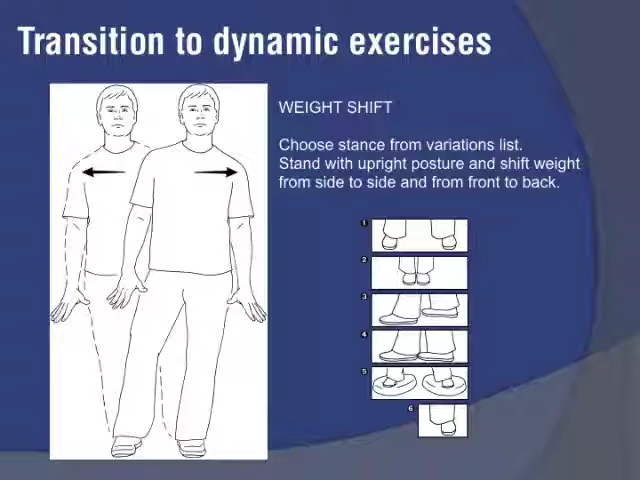 Transition to dynamic exercises
WEIGHT SHIFT
Choose stance from variations list.
Stand with upright posture and shift weight
from side to side and from front to back.
1
2
3
4
5
6